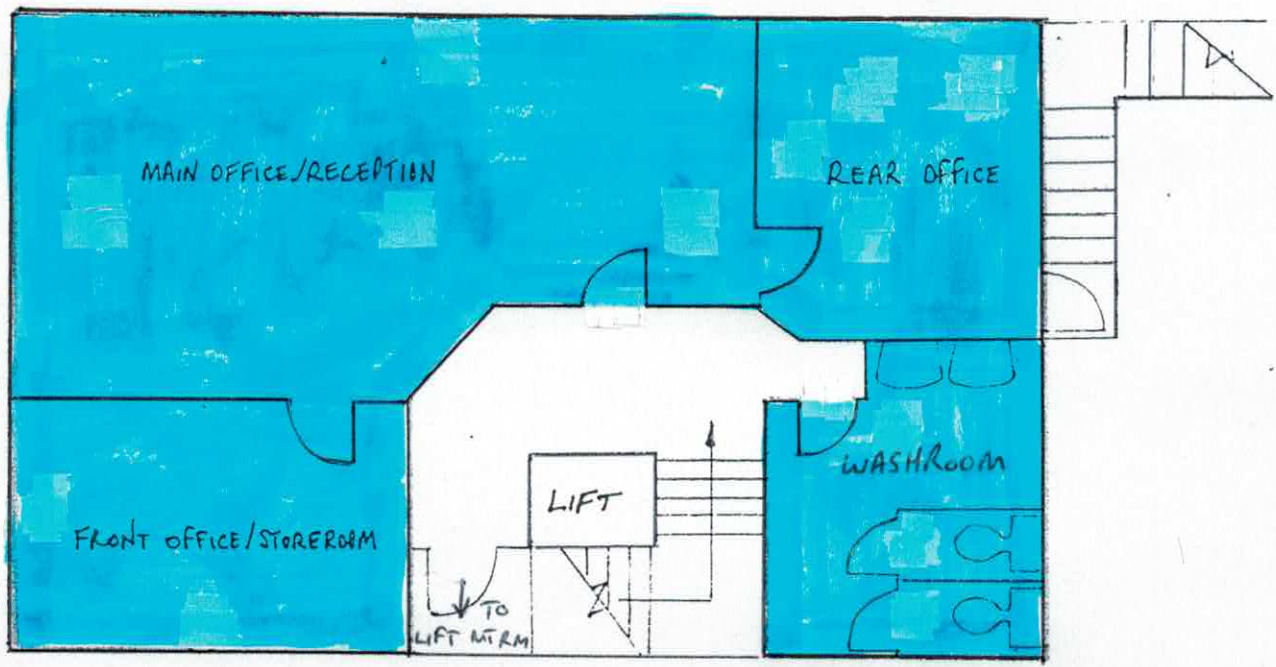 MAIN OFFICE/RECEPTION
REAR OFFICE
WASHROOM
LIFT
FRONT OFFICE/STOREROOM
TO
LIFT MTRM